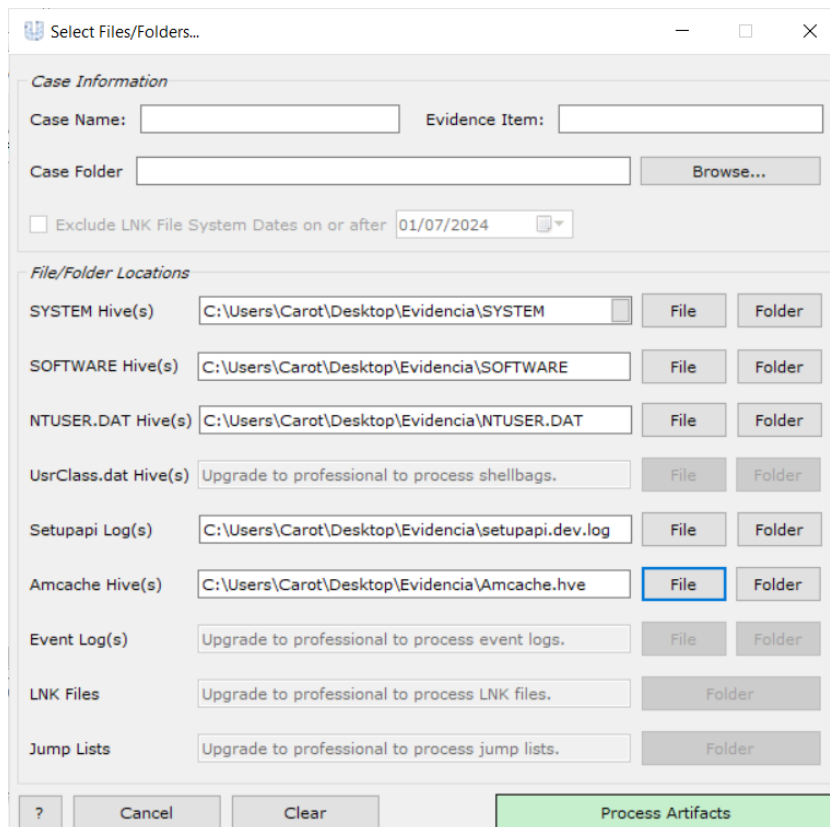 Select Files/Folders...
Case Information
Case Name: Evidence Item:
Case Folder Browse...
Exclude LNK File System Dates on or after 01/07/2024
File/Folder Locations
SYSTEM Hive(s) C:\Users\Carot\Desktop\Evidencia\SYSTEM File Folder
SOFTWARE Hive(s) C:\Users\Carot\Desktop\Evidencia\SOFTWARE File Folder
NTUSER.DAT Hive(s) C:\Users\Carot\Desktop\Evidencia\NTUSER.DAT File Folder
UsrClass.dat Hive(s) Upgrade to professional to process shellbags. File Folder
Setupapi Log(s) C:\Users\Carot\Desktop\Evidencia\setupapi.dev.log File Folder
Amcache Hive(s) C:\Users\Carot\Desktop\Evidencia\Amcache.hve File Folder
Event Log(s) Upgrade to professional to process event logs. File Folder
LNK Files Upgrade to professional to process LNK files. Folder
Jump Lists Upgrade to professional to process jump lists. Folder
? Cancel Clear Process Artifacts